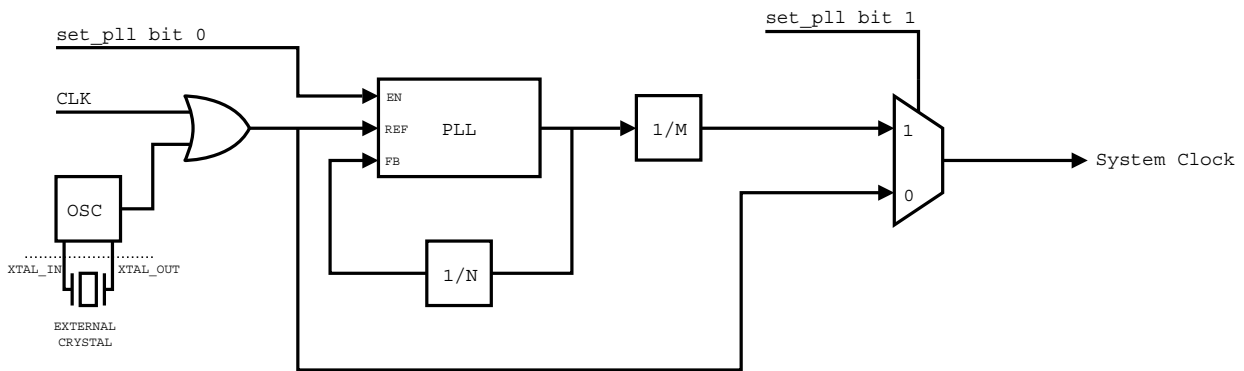 set_pll bit 0
set_pll bit 1
CLK
EN
REF
PLL
FB
1/M
1
0
System Clock
OSC
XTAL_IN
XTAL_OUT
1/N
EXTERNAL
CRYSTAL